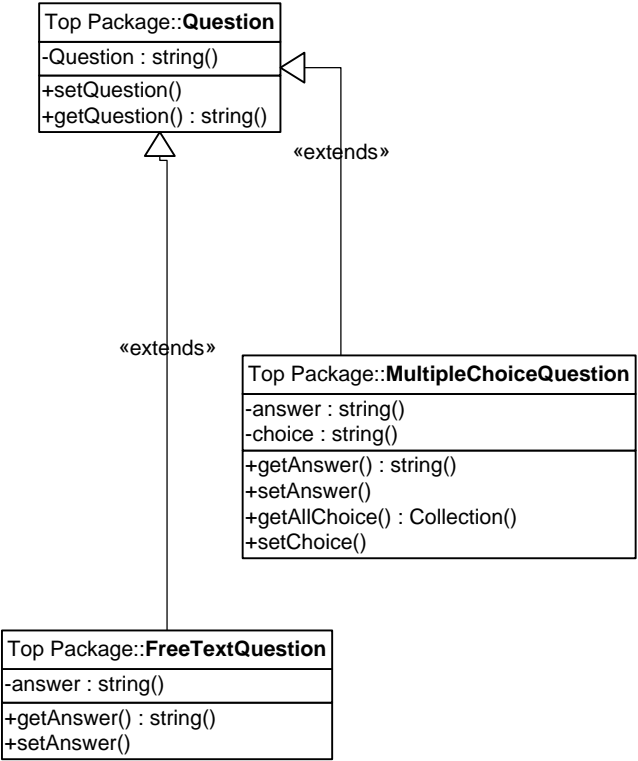 Top Package::Question
-Question : string()
+setQuestion()
+getQuestion() : string()
«extends»
«extends»
Top Package::MultipleChoiceQuestion
-answer : string()
-choice : string()
+getAnswer() : string()
+setAnswer()
+getAllChoice() : Collection()
+setChoice()
Top Package::FreeTextQuestion
-answer : string()
+getAnswer() : string()
+setAnswer()